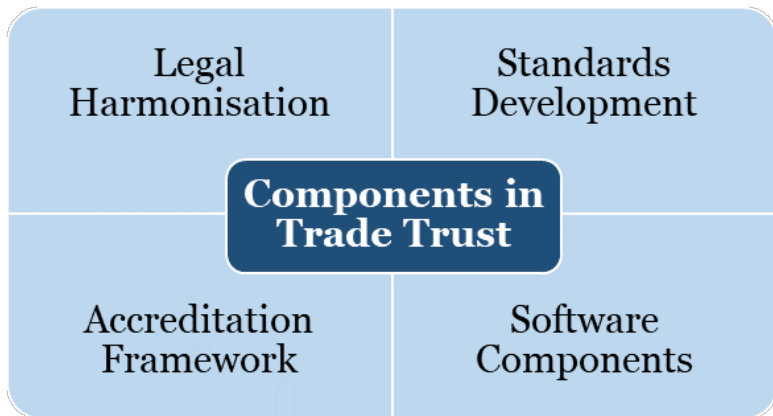 Legal
Harmonisation
Standards
Development
Components in
Trade Trust
Accreditation
Framework
Software
Components